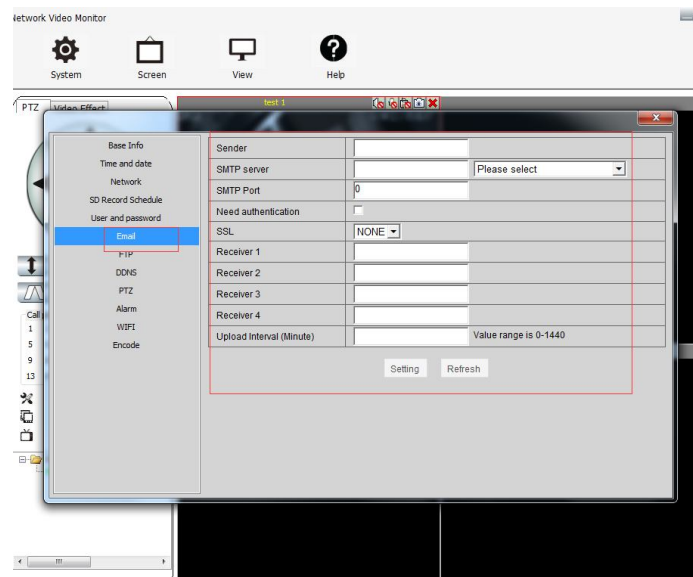 Network Video Monitor
System Screen View Help
PTZ Video Effect
test 1
Base Info
Time and date
Network
SD Record Schedule
User and password
Email
FTP
DDNS
PTZ
Alarm
WIFI
Encode
Sender
SMTP server Please select
SMTP Port 0
Need authentication
SSL NONE
Receiver 1
Receiver 2
Receiver 3
Receiver 4
Upload Interval (Minute) Value range is 0-1440
Setting Refresh
Call
1
5
9
13